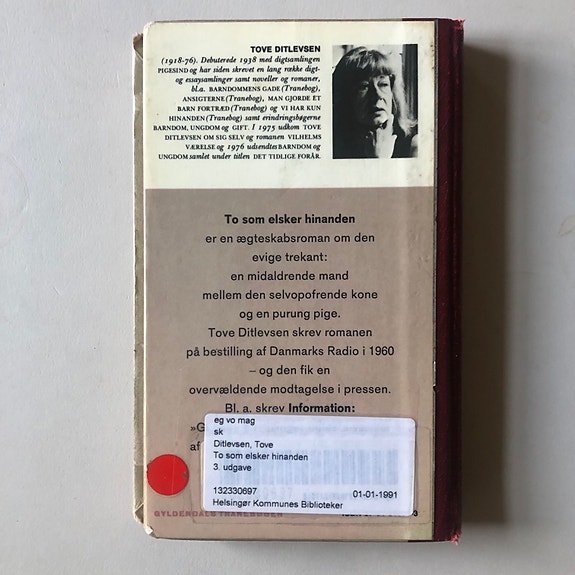 TOVE DITLEVSEN
(1918-76). Debuterede 1938 med digtsamlingen
PIGESIND og har siden skrevet en lang række digt-
og essaysamlinger samt noveller og romaner,
bl.a. BARNDOMMENS GADE (Tranebog),
ANSIGTERNE (Tranebog), MAN GJORDE ET
BARN FORTRÆD (Tranebog) og VI HAR KUN
HINANDEN (Tranebog) samt erindringsbøgerne
BARNDOM, UNGDOM og GIFT. I 1975 udkom TOVE
DITLEVSEN OM SIG SELV og romanen VILHELMS
VÆRELSE og 1976 udsendtes BARNDOM og
UNGDOM samlet under titlen DET TIDLIGE FORÅR.
To som elsker hinanden
er en ægteskabsroman om den
evige trekant:
en midaldrende mand
mellem den selvopofrende kone
og en purung pige.
Tove Ditlevsen skrev romanen
på bestilling af Danmarks Radio i 1960
– og den fik en
overvældende modtagelse i pressen.
Bl. a. skrev Information:
»G
af
eg vo mag
sk
Ditlevsen, Tove
To som elsker hinanden
3. udgave
132330697 01-01-1991
Helsingør Kommunes Biblioteker
GYLDENDALS TRANEBØGER